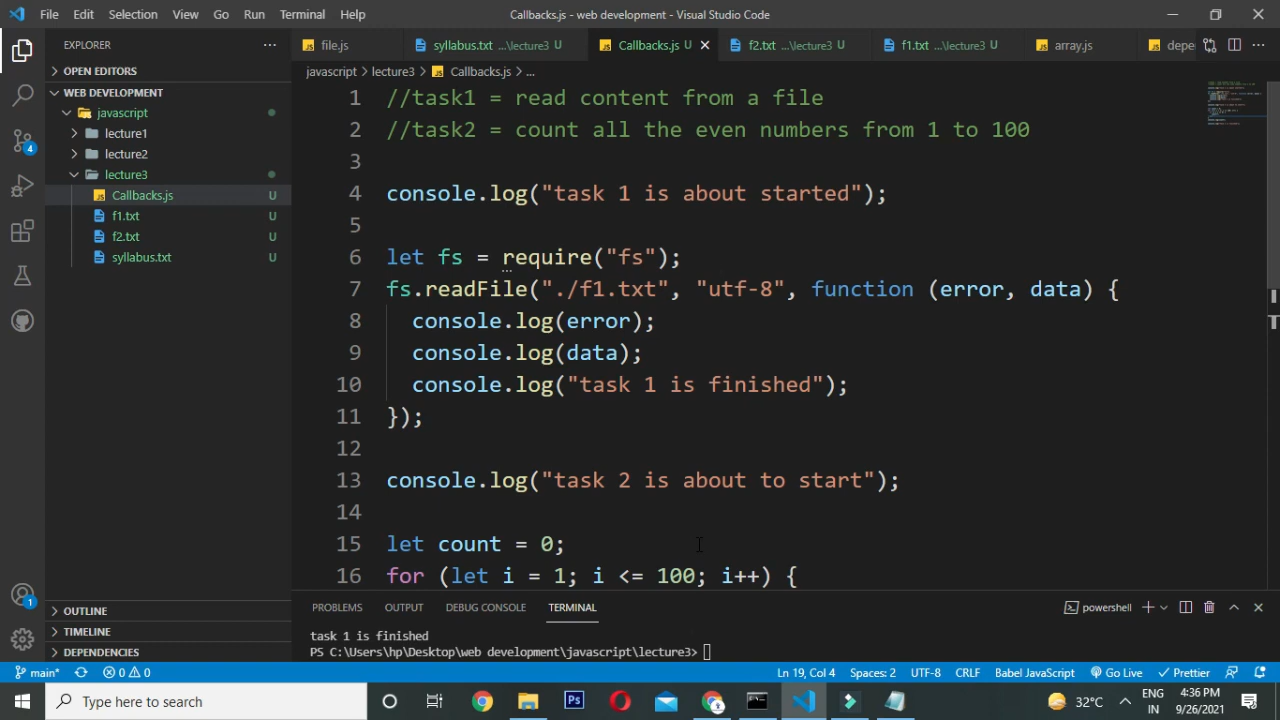 File Edit Selection View Go Run Terminal Help Callbacks.js - web development - Visual Studio Code
EXPLORER
file.js syllabus.txt ...\lecture3 Callbacks.js U f2.txt ...\lecture3 f1.txt ...\lecture3 array.js depe
OPEN EDITORS
javascript > lecture3 > Callbacks.js > ...
WEB DEVELOPMENT
javascript
lecture1
lecture2
lecture3
Callbacks.js U
f1.txt U
f2.txt U
syllabus.txt U
4
1 //task1 = read content from a file
2 //task2 = count all the even numbers from 1 to 100
3
4 console.log("task 1 is about started");
5
6 let fs = require("fs");
7 fs.readFile("./f1.txt", "utf-8", function (error, data) {
8 console.log(error);
9 console.log(data);
10 console.log("task 1 is finished");
11 });
12
13 console.log("task 2 is about to start");
14
15 let count = 0;
16 for (let i = 1; i <= 100; i++) {
1
OUTLINE
TIMELINE
DEPENDENCIES
PROBLEMS OUTPUT DEBUG CONSOLE TERMINAL powershell
task 1 is finished
PS C:\Users\hp\Desktop\web development\javascript\lecture3>
main* 0 0 Ln 19, Col 4 Spaces: 2 UTF-8 CRLF Babel JavaScript Go Live Prettier
Type here to search Ps 32°C ENG IN 4:36 PM 9/26/2021